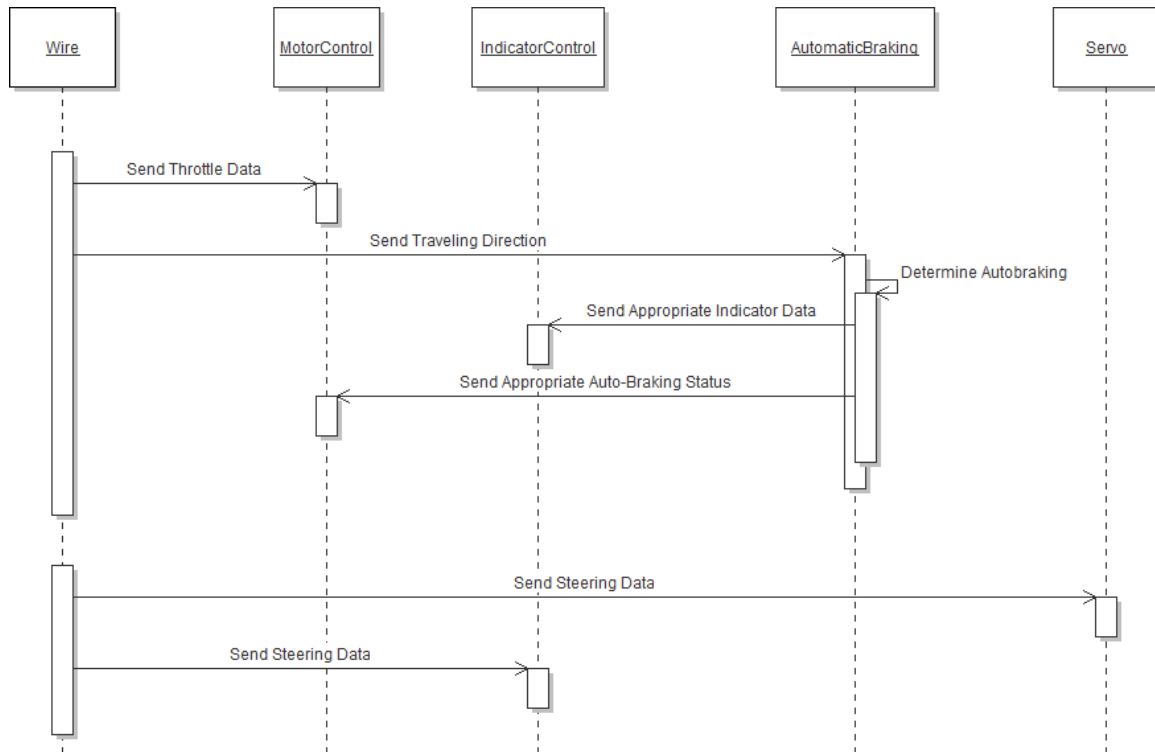 Wire
MotorControl
IndicatorControl
AutomaticBraking
Servo
Send Throttle Data
Send Traveling Direction
Determine Autobraking
Send Appropriate Indicator Data
Send Appropriate Auto-Braking Status
Send Steering Data
Send Steering Data